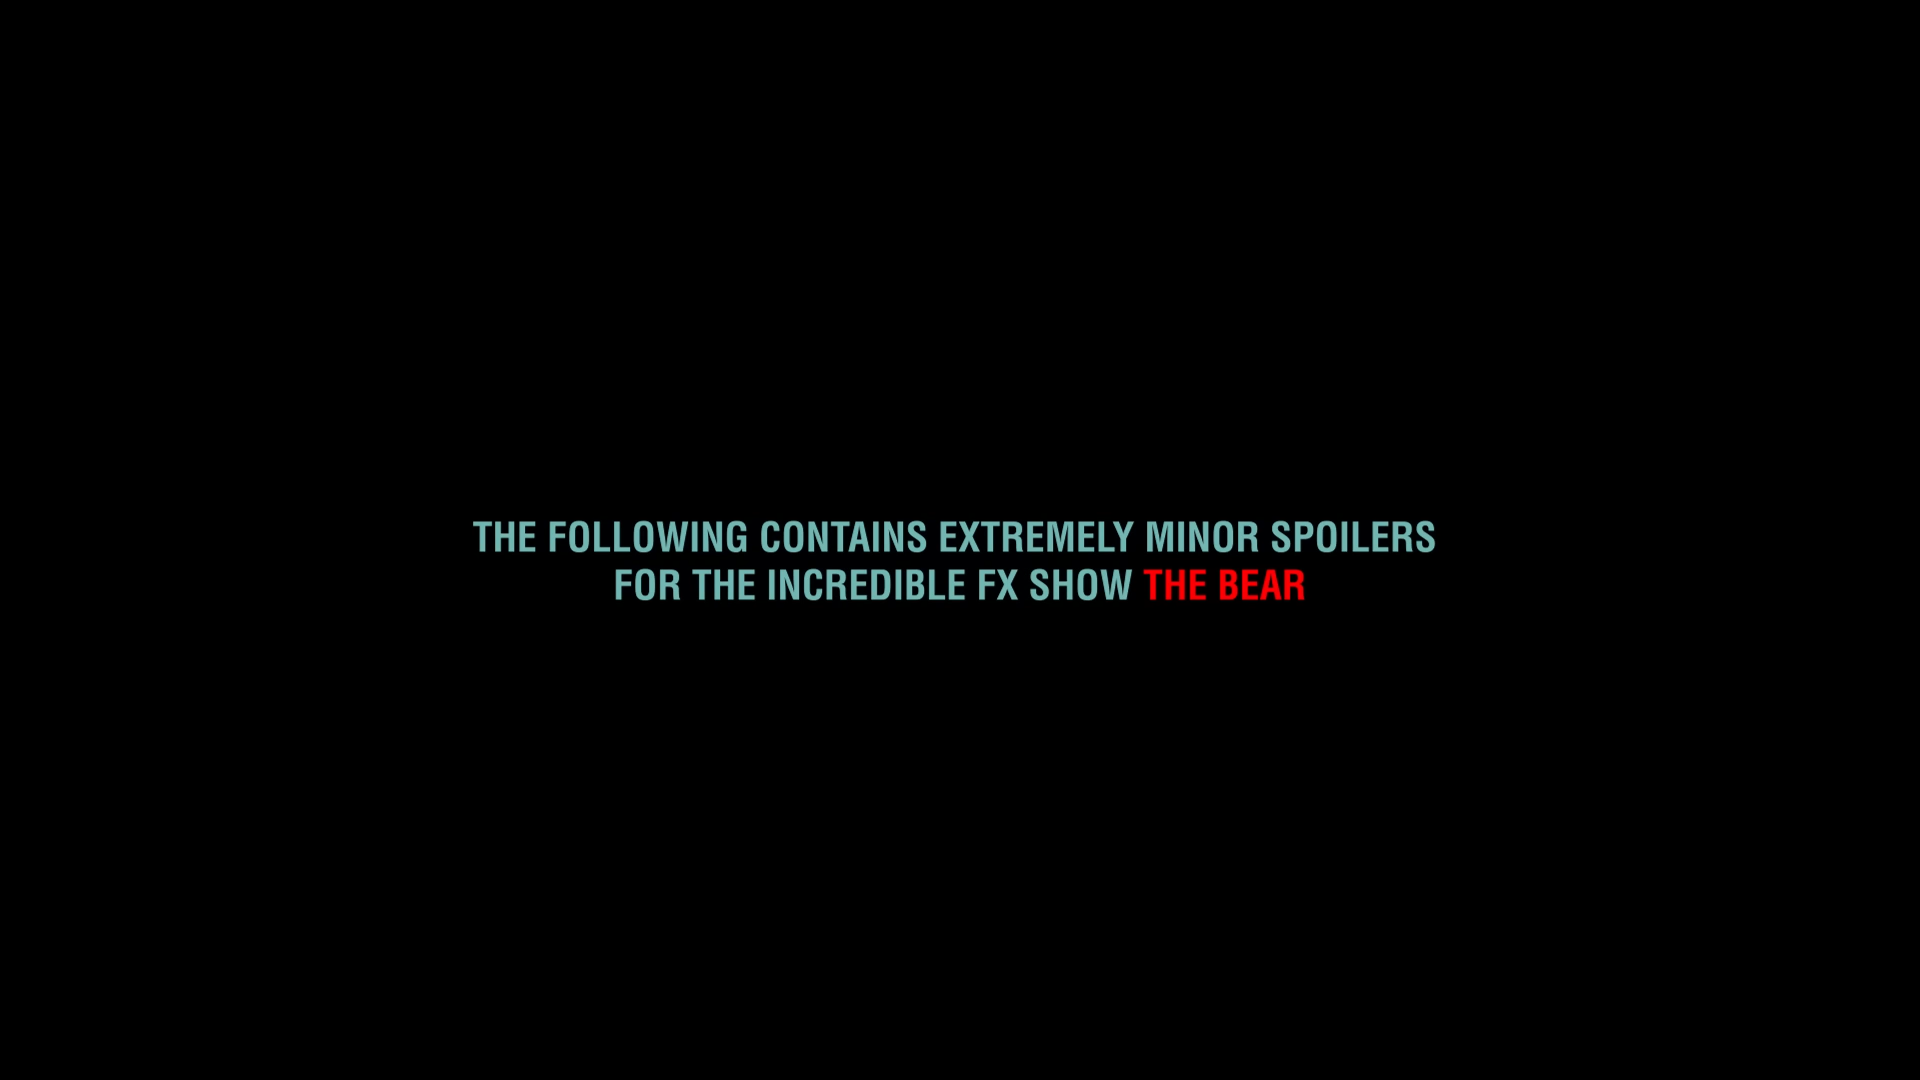 THE FOLLOWING CONTAINS EXTREMELY MINOR SPOILERS
FOR THE INCREDIBLE FX SHOW THE BEAR